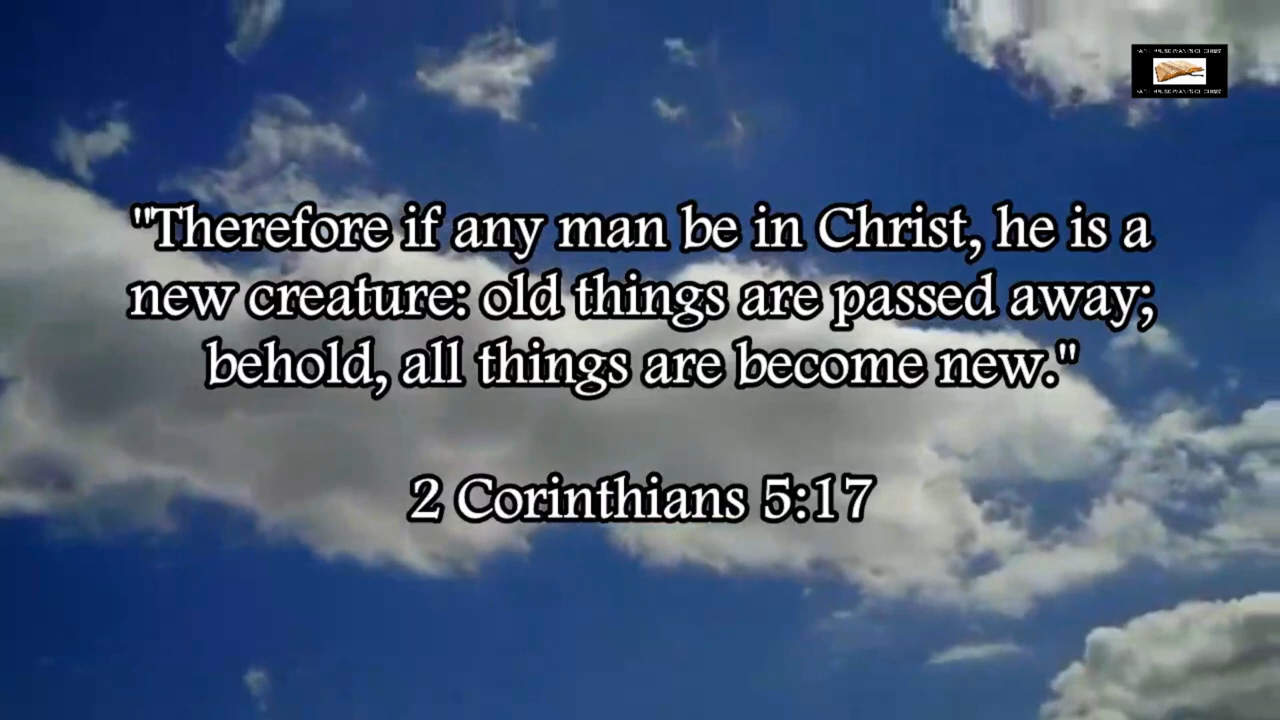 "Therefore if any man be in Christ, he is a
new creature: old things are passed away;
behold, all things are become new."
2 Corinthians 5:17